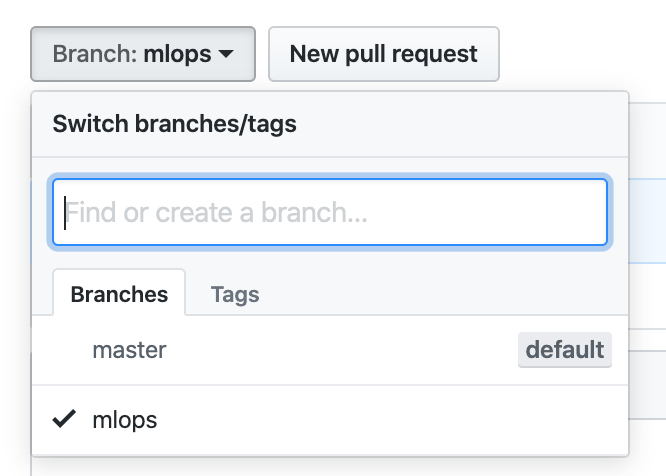 Branch: mlops New pull request
Switch branches/tags
Find or create a branch...
Branches Tags
master default
mlops